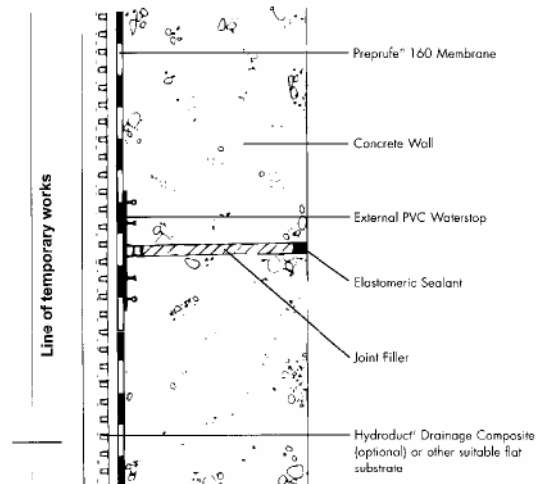 Preprufe" 160 Membrane
Concrete Wall
External PVC Waterstop
Elastomeric Sealant
Joint Filler
Hydroduct" Drainage Composite
(optional) or other suitable flat
substrate
Line of temporary works